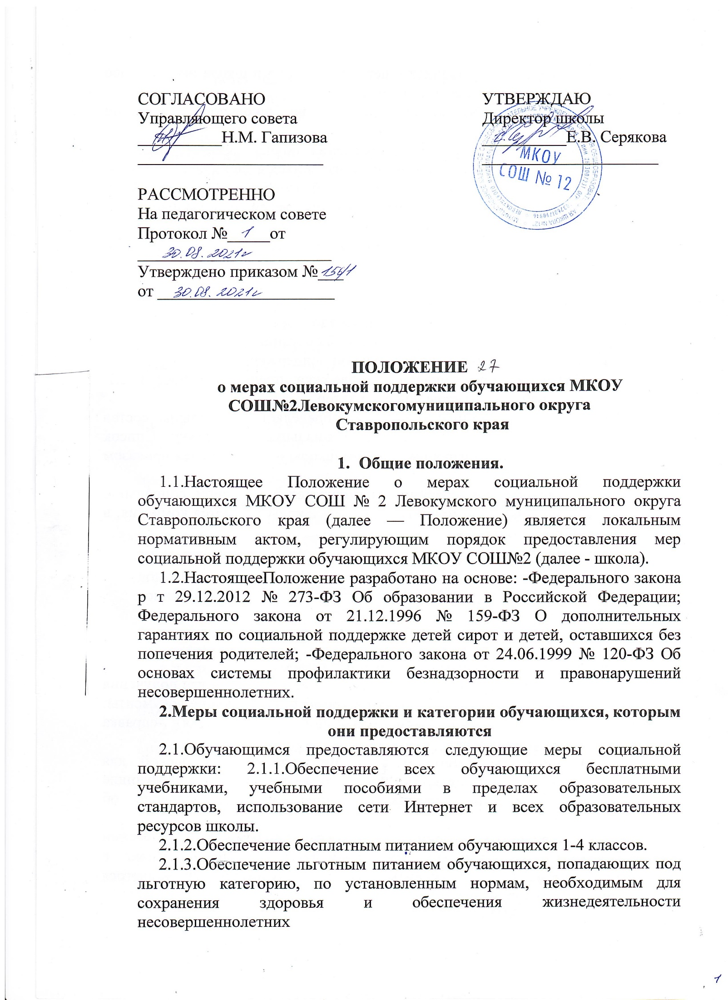 СОГЛАСОВАНО
Управляющего совета
__________Н.М. Гапизова
УТВЕРЖДАЮ
Директор школы
__________Е.В. Серякова
МКОУ
СОШ № 12
РАССМОТРЕННО
На педагогическом совете
Протокол №_1_от
30.08.2021г
Утверждено приказом №
от 30.08.2021г
ПОЛОЖЕНИЕ 27
о мерах социальной поддержки обучающихся МКОУ
СОШ№2Левокумскогомуниципального округа
Ставропольского края
1. Общие положения.
1.1.Настоящее Положение о мерах социальной поддержки
обучающихся МКОУ СОШ № 2 Левокумского муниципального округа
Ставропольского края (далее — Положение) является локальным
нормативным актом, регулирующим порядок предоставления мер
социальной поддержки обучающихся МКОУ СОШ№2 (далее - школа).
1.2.НастоящееПоложение разработано на основе: -Федерального закона
р т 29.12.2012 № 273-ФЗ Об образовании в Российской Федерации;
Федерального закона от 21.12.1996 № 159-ФЗ О дополнительных
гарантиях по социальной поддержке детей сирот и детей, оставшихся без
попечения родителей; -Федерального закона от 24.06.1999 № 120-ФЗ Об
основах системы профилактики безнадзорности и правонарушений
несовершеннолетних.
2.Меры социальной поддержки и категории обучающихся, которым
они предоставляются
2.1.Обучающимся предоставляются следующие меры социальной
поддержки: 2.1.1.Обеспечение всех обучающихся бесплатными
учебниками, учебными пособиями в пределах образовательных
стандартов, использование сети Интернет и всех образовательных
ресурсов школы.
2.1.2.Обеспечение бесплатным питанием обучающихся 1-4 классов.
2.1.3.Обеспечение льготным питанием обучающихся, попадающих под
льготную категорию, по установленным нормам, необходимым для
сохранения здоровья и обеспечения жизнедеятельности
несовершеннолетних
1